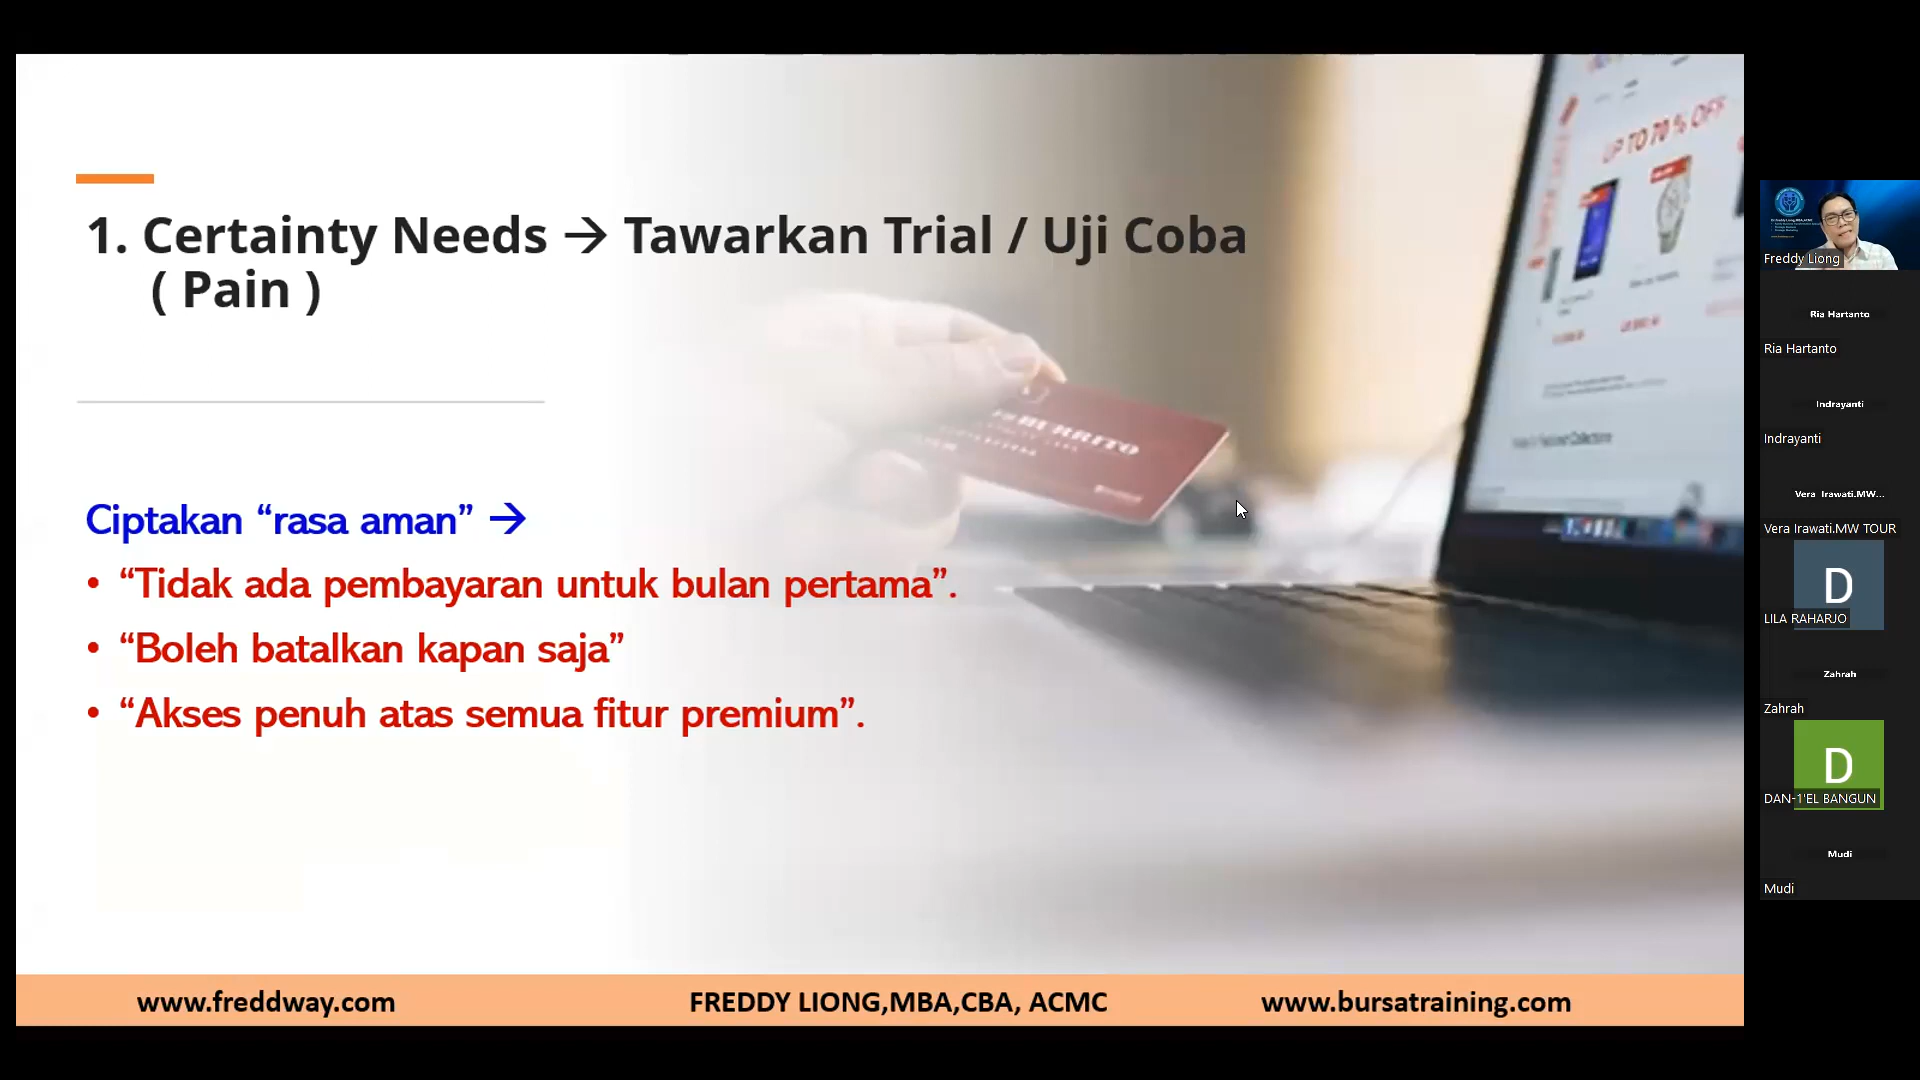 1. Certainty Needs → Tawarkan Trial / Uji Coba
( Pain )
Ciptakan “rasa aman” →
• “Tidak ada pembayaran untuk bulan pertama”.
• “Boleh batalkan kapan saja”
• “Akses penuh atas semua fitur premium”.
UP TO 70 % OFF
BURRITO
www.freddway.com
FREDDY LIONG,MBA,CBA, ACMC
www.bursatraining.com
Freddy Liong
Ria Hartanto
Ria Hartanto
Indrayanti
Indrayanti
Vera Irawati.MW...
Vera Irawati.MW TOUR
D
LILA RAHARJO
Zahrah
Zahrah
D
DAN-1'EL BANGUN
Mudi
Mudi